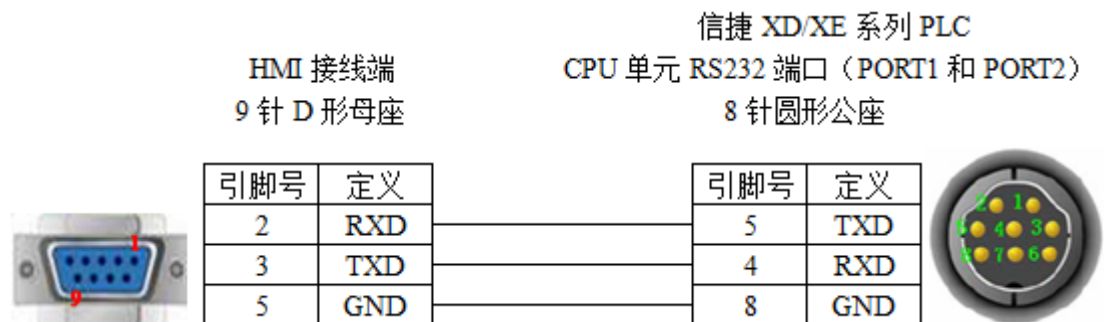 信捷 XD/XE 系列 PLC
HMI 接线端 CPU 单元 RS232 端口（PORT1 和 PORT2）
9 针 D 形母座 8 针圆形公座
引脚号 定义 引脚号 定义
2 RXD 5 TXD
3 TXD 4 RXD
5 GND 8 GND
1
9
2 1
5 4 3
8 7 6